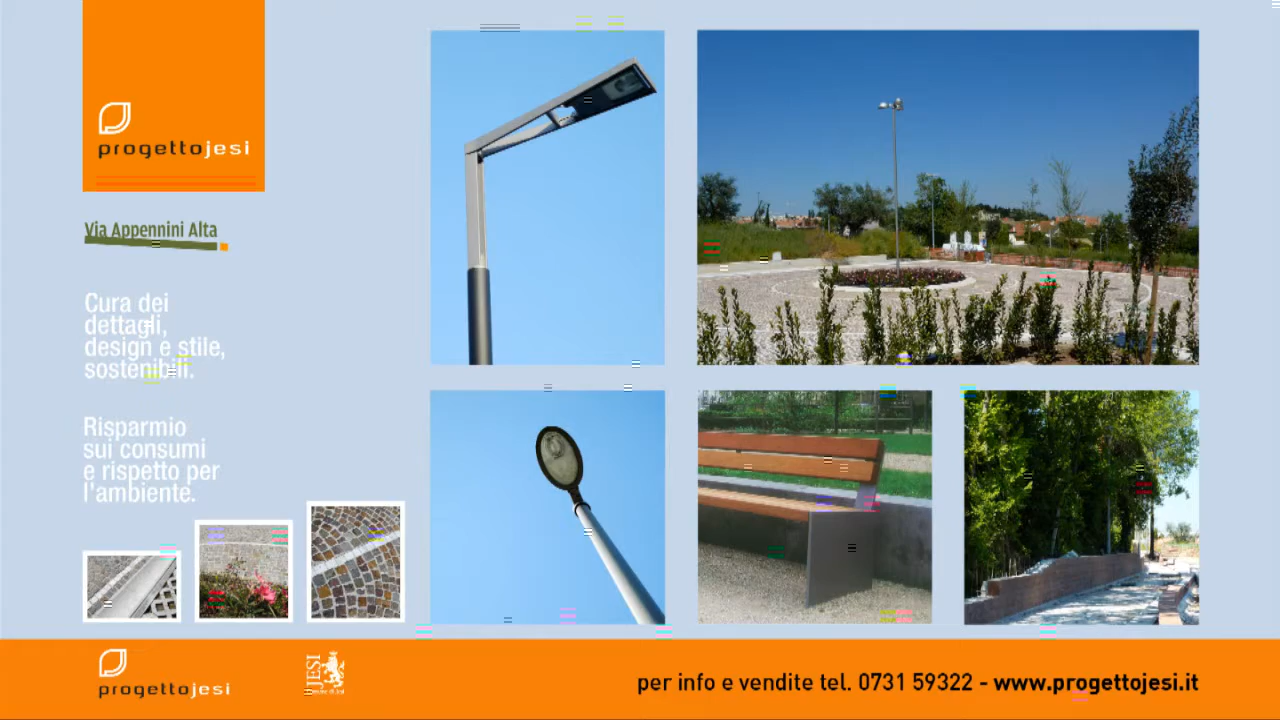 progettojesi
Via Appennini Alta
Cura dei
dettagli,
design e stile,
sostenibili.
Risparmio
sui consumi
e rispetto per
l'ambiente.
progettojesi
JESI
per info e vendite tel. 0731 59322 - www.progettojesi.it